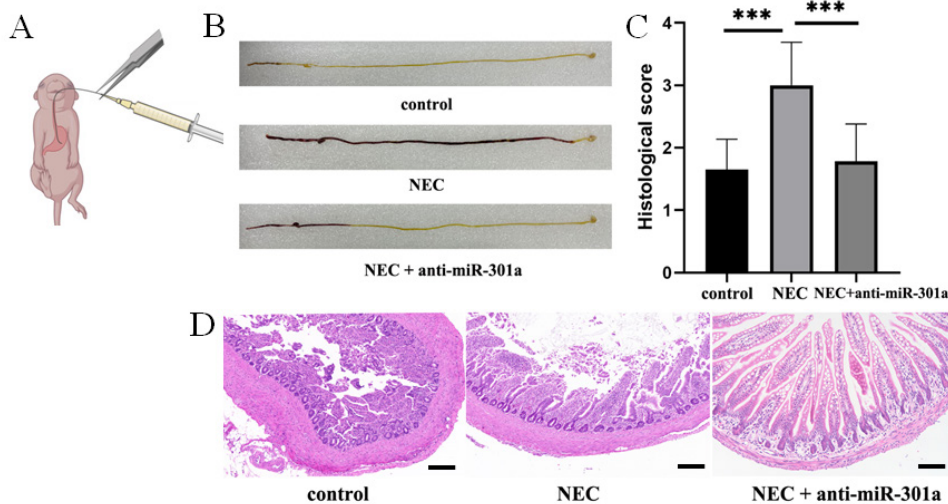 A
B
control
NEC
NEC + anti-miR-301a
C
***
***
Histological score
4
3
2
1
0
control
NEC
NEC+anti-miR-301a
D
control
NEC
NEC + anti-miR-301a